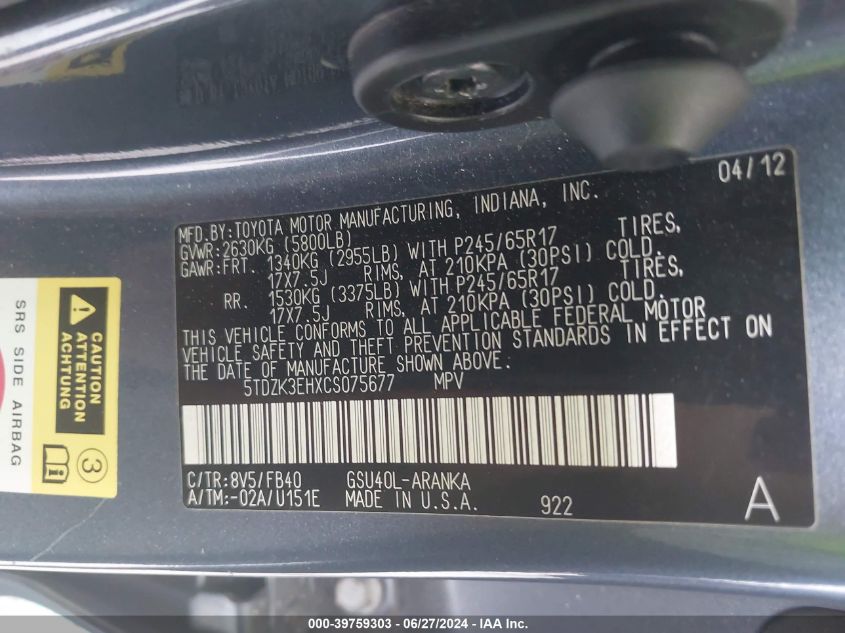 04/12
MFD.BY:TOYOTA MOTOR MANUFACTURING, INDIANA, INC.
GVWR:2630KG (5800LB)
GAWR:FRT. 1340KG (2955LB) WITH P245/65R17 TIRES,
17X7.5J RIMS, AT 210KPA (30PSI) COLD,
RR. 1530KG (3375LB) WITH P245/65R17 TIRES,
17X7.5J RIMS, AT 210KPA (30PSI) COLD.
THIS VEHICLE CONFORMS TO ALL APPLICABLE FEDERAL MOTOR
VEHICLE SAFETY AND THEFT PREVENTION STANDARDS IN EFFECT ON
THE DATE OF MANUFACTURE SHOWN ABOVE.
5TDZK3EHXCS075677 MPV
C/TR:8V5/FB40 GSU40L-ARANKA
A/TM:-02A/U151E MADE IN U.S.A. 922 A
CAUTION
ATTENTION
ACHTUNG
3
SRS SIDE AIRBAG
000-39759303 - 06/27/2024 - IAA Inc.